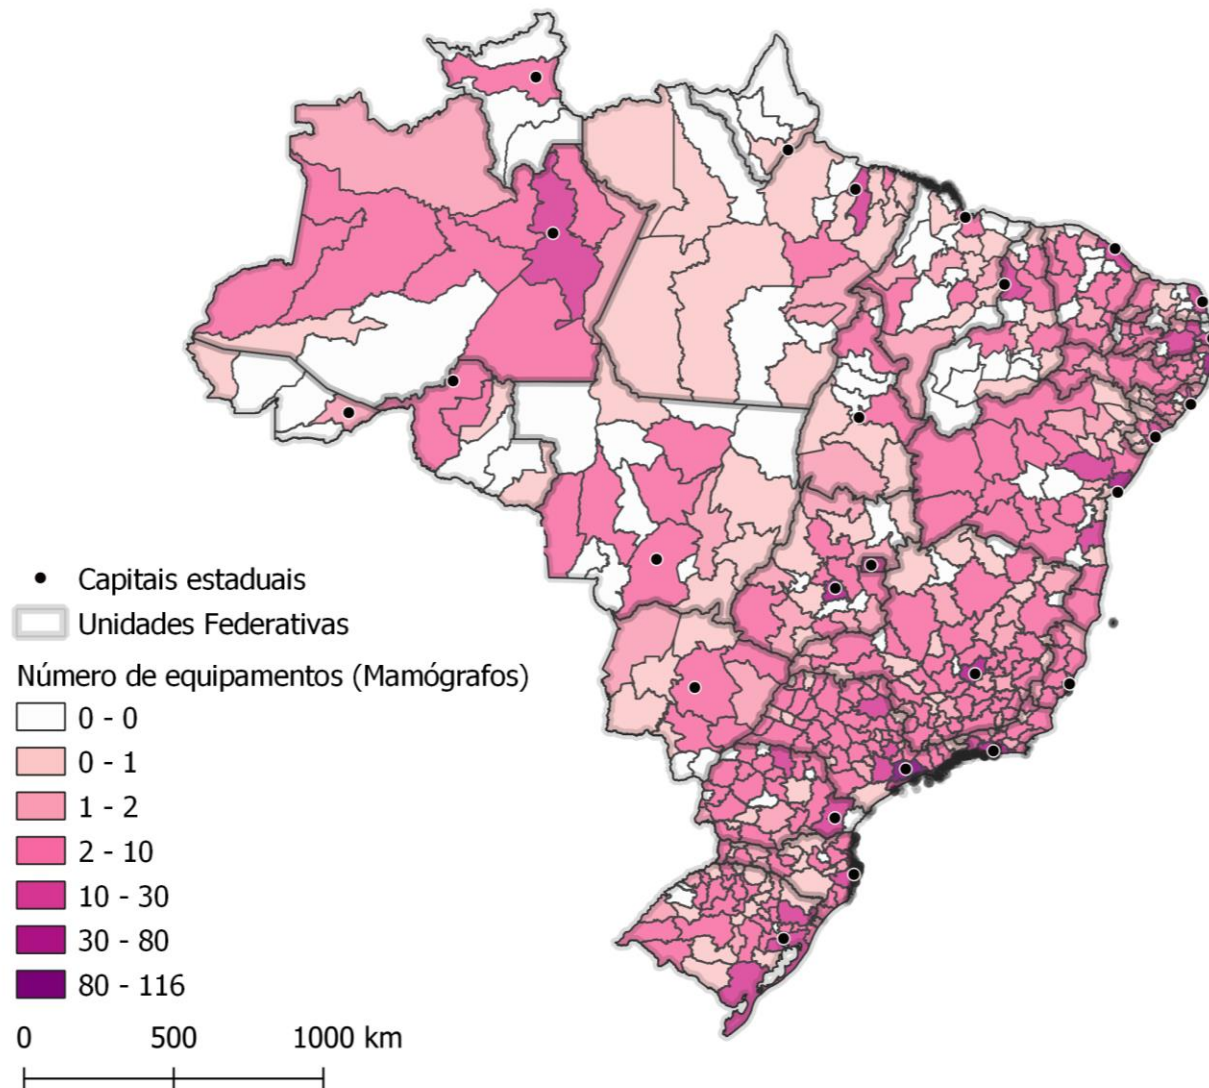 Capitais estaduais
Unidades Federativas
Número de equipamentos (Mamógrafos)
0 - 0
0 - 1
1 - 2
2 - 10
10 - 30
30 - 80
80 - 116
0 500 1000 km